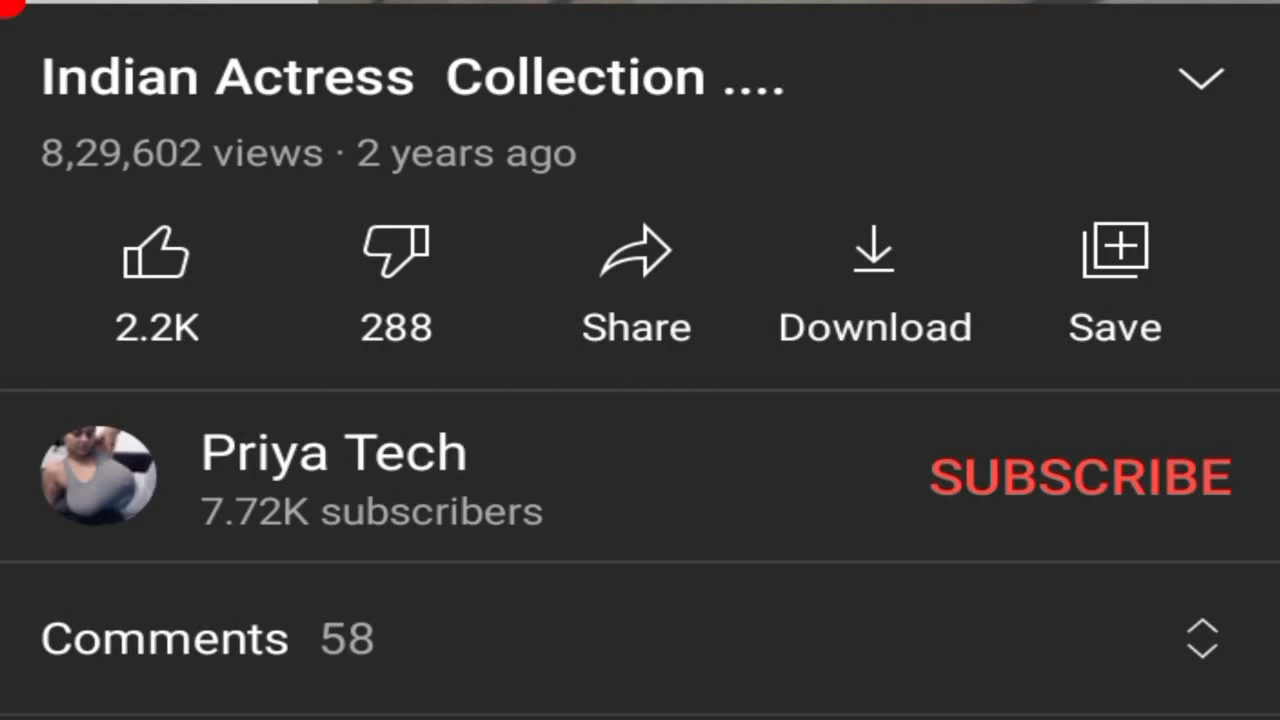 Indian Actress Collection ....
8,29,602 views · 2 years ago
2.2K 288 Share Download Save
Priya Tech
7.72K subscribers
SUBSCRIBE
Comments 58